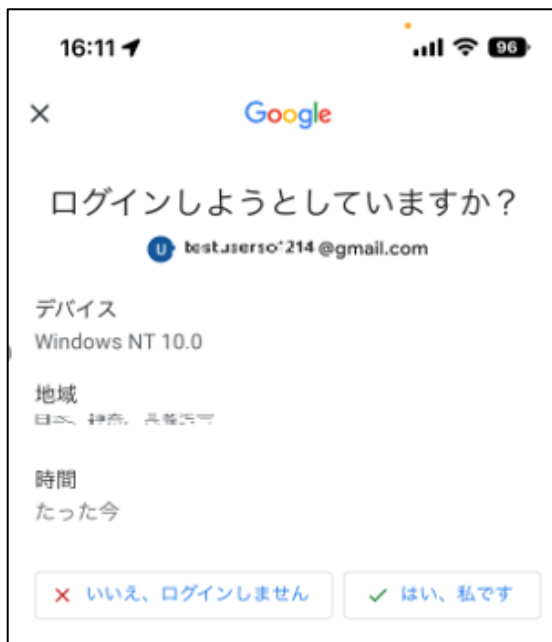 16:11
96
Google
ログインしようとしていますか？
U
@gmail.com
デバイス
Windows NT 10.0
地域
時間
たった今
いいえ、ログインしません
はい、私です